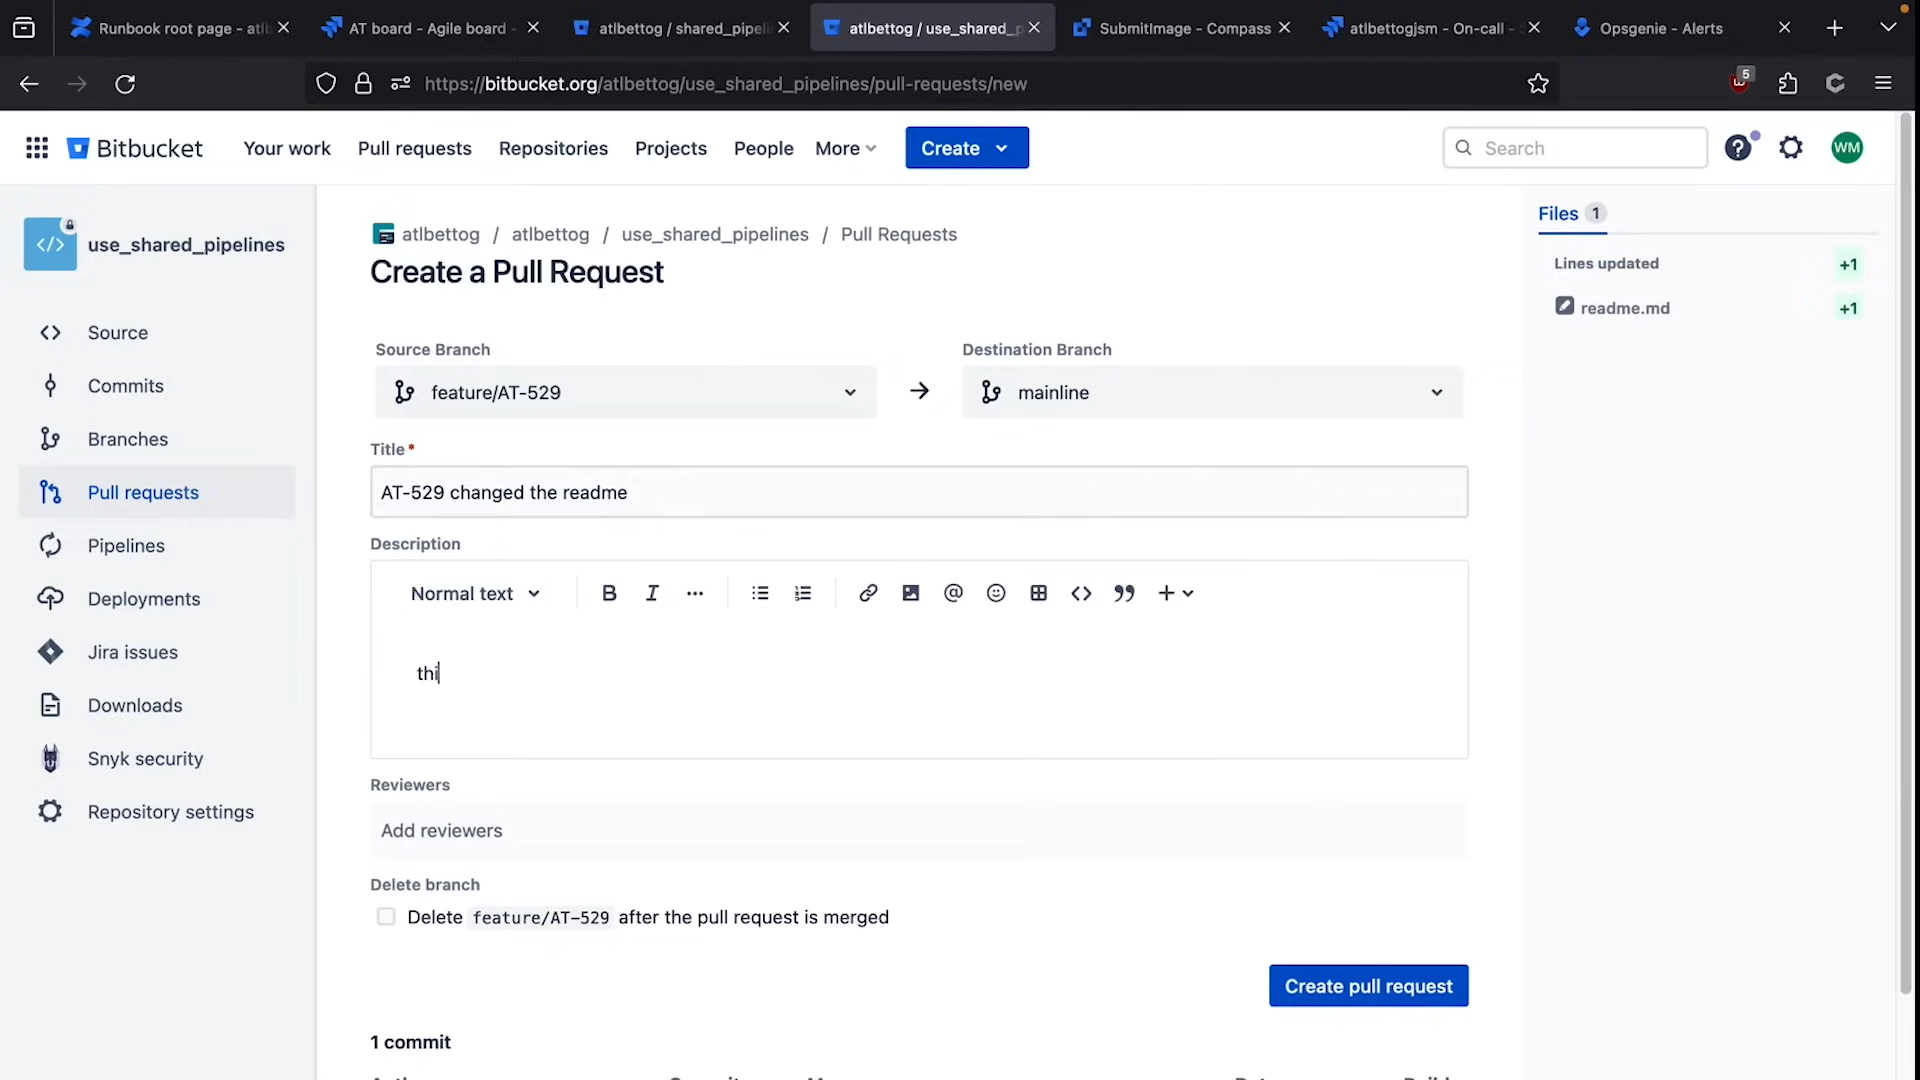 Runbook root page - atlb
AT board - Agile board -
atlbettog / shared_pipeli
atlbettog / use_shared_p
SubmitImage - Compass
atlbettogjsm - On-call -
Opsgenie - Alerts
https://bitbucket.org/atlbettog/use_shared_pipelines/pull-requests/new
5
Bitbucket
Your work
Pull requests
Repositories
Projects
People
More
Create
Search
WM
use_shared_pipelines
Source
Commits
Branches
Pull requests
Pipelines
Deployments
Jira issues
Downloads
Snyk security
Repository settings
atlbettog / atlbettog / use_shared_pipelines / Pull Requests
Create a Pull Request
Source Branch
feature/AT-529
Destination Branch
mainline
Title*
AT-529 changed the readme
Description
Normal text
thi
Reviewers
Add reviewers
Delete branch
Delete feature/AT-529 after the pull request is merged
Create pull request
1 commit
Files 1
Lines updated +1
readme.md +1